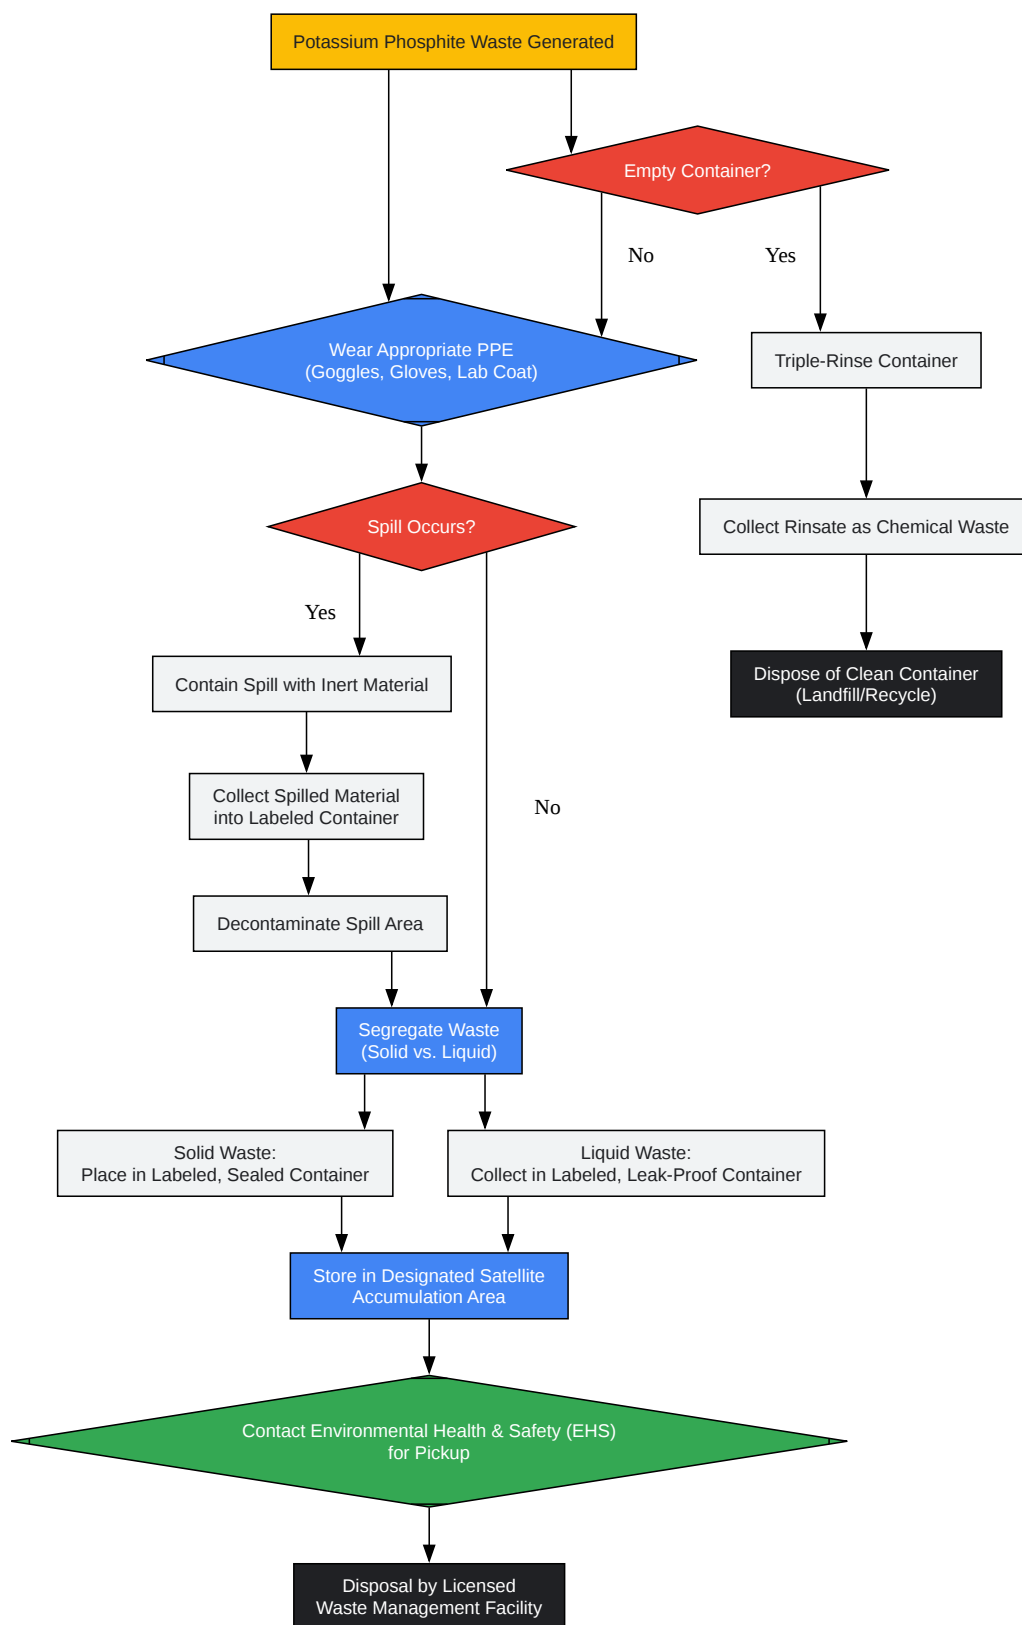 Potassium Phosphite Waste Generated
Empty Container?
No
Yes
Wear Appropriate PPE
(Goggles, Gloves, Lab Coat)
Triple-Rinse Container
Spill Occurs?
Collect Rinsate as Chemical Waste
Yes
Contain Spill with Inert Material
Dispose of Clean Container
(Landfill/Recycle)
Collect Spilled Material
into Labeled Container
No
Decontaminate Spill Area
Segregate Waste
(Solid vs. Liquid)
Solid Waste:
Place in Labeled, Sealed Container
Liquid Waste:
Collect in Labeled, Leak-Proof Container
Store in Designated Satellite
Accumulation Area
Contact Environmental Health & Safety (EHS)
for Pickup
Disposal by Licensed
Waste Management Facility